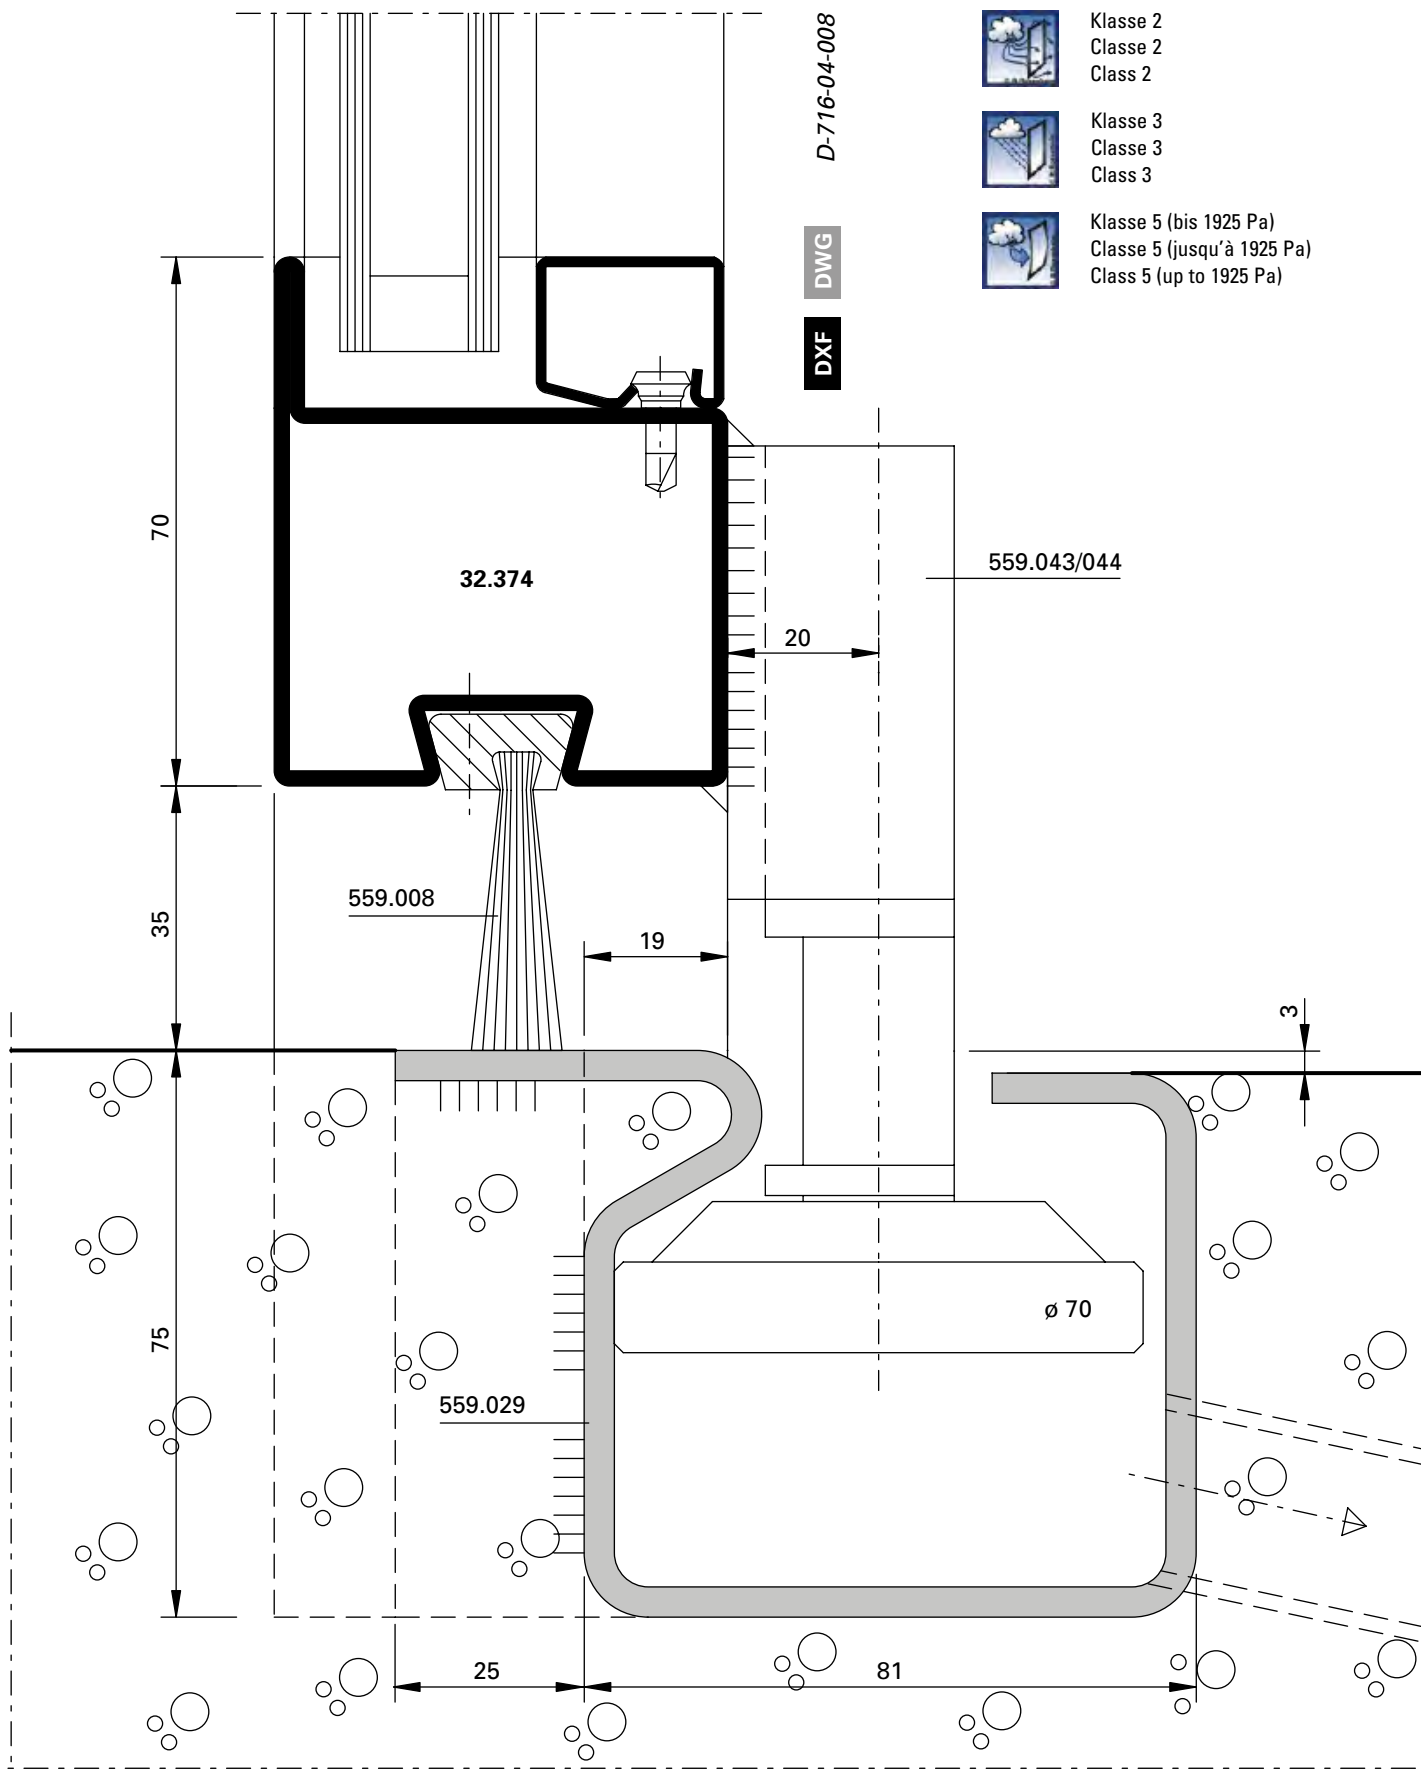 D-716-04-008
Klasse 2
Classe 2
Class 2
Klasse 3
Classe 3
Class 3
Klasse 5 (bis 1925 Pa)
Classe 5 (jusqu'à 1925 Pa)
Class 5 (up to 1925 Pa)
DWG
DXF
70
32.374
559.043/044
20
35
559.008
19
3
75
ø 70
559.029
25
81